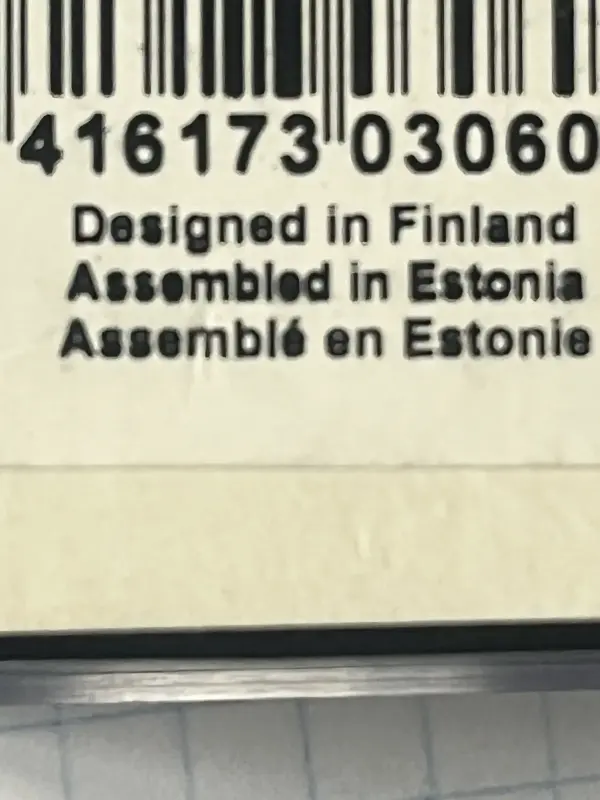 416173 03060
Designed in Finland
Assembled in Estonia
Assemblé en Estonie